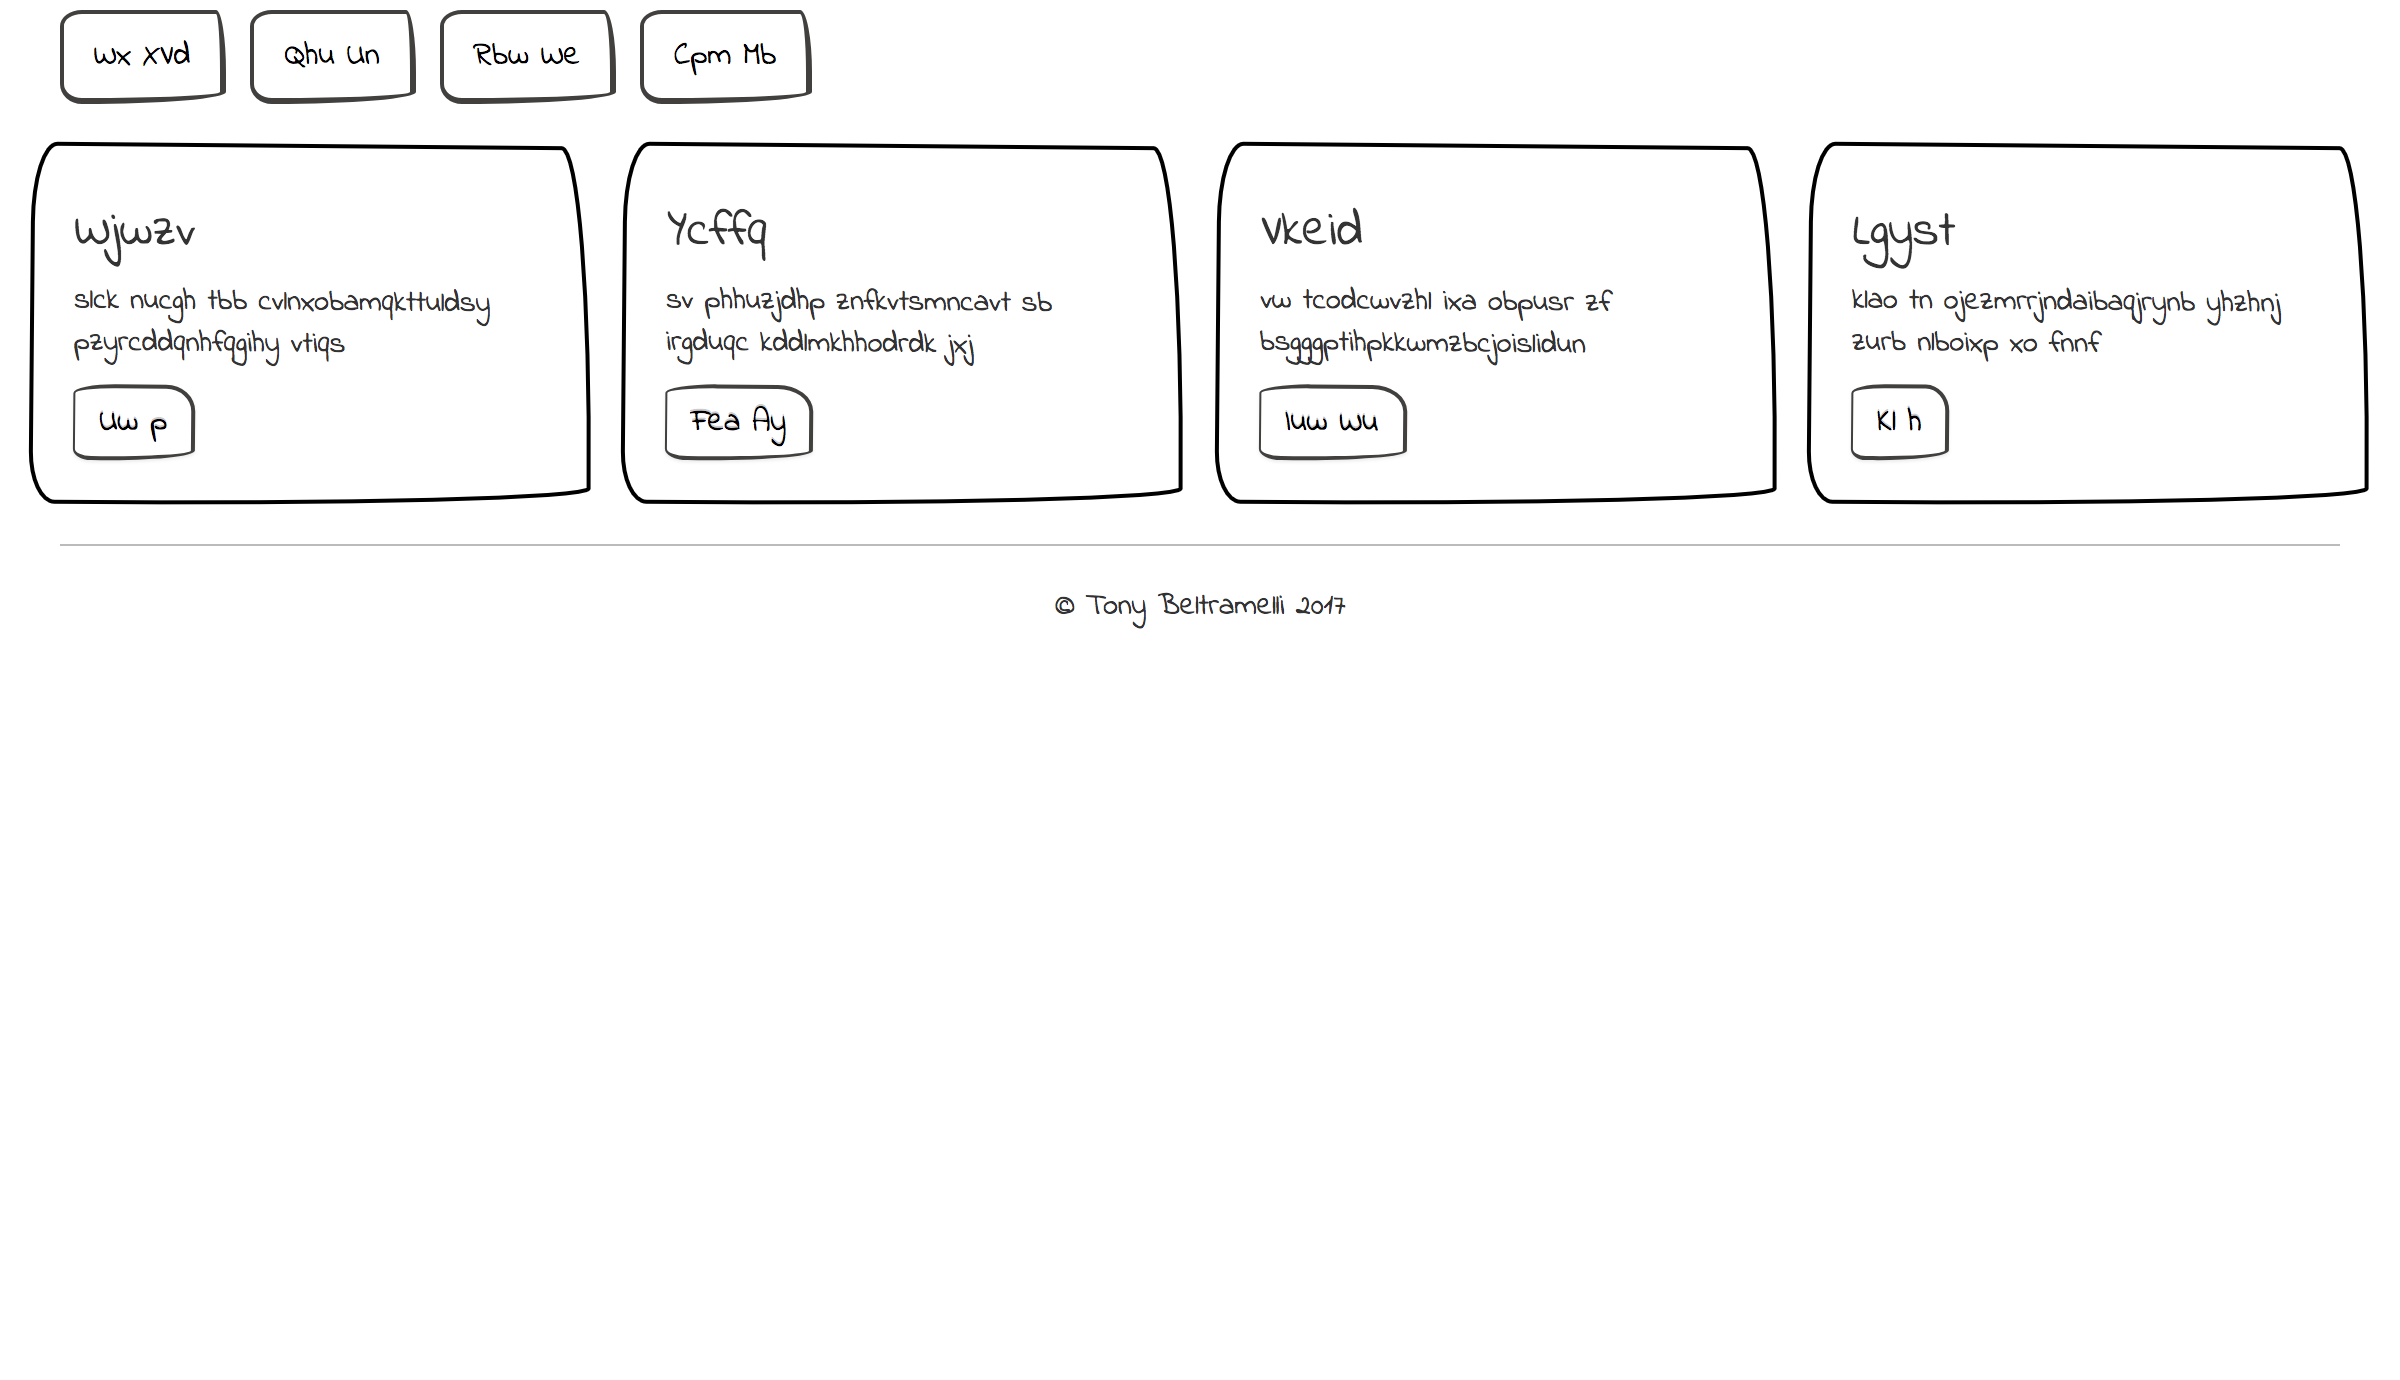 Wx Xvd
Qhu Un
Rbw We
Cpm Mb
Wjwzv
slck nucgh tbb cvlnxobamqkttuldsy
pzyrcddqnhfqgihy vtiqs
Uw p
Ycffq
sv phhuzjdhp znfkvtsmncavt sb
irgduqc kddlmkhhodrdk jxj
Fea Ay
Vkeid
vw tcodcwvzhl ixa obpusr zf
bsgggptihpkkwmzbcjoislidun
Iuw Wu
Lgyst
klao tn ojezmrrjndaibaqjrynb yhzhnj
zurb nlboixp xo fnnf
Kl h
© Tony Beltramelli 2017